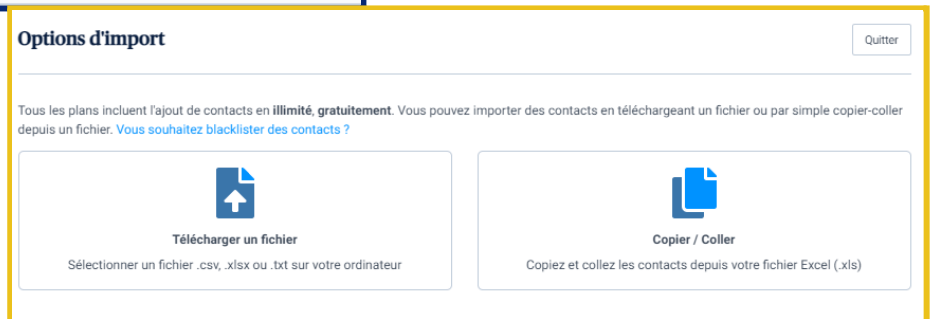 Options d'import
Quitter
Tous les plans incluent l'ajout de contacts en illimité, gratuitement. Vous pouvez importer des contacts en téléchargeant un fichier ou par simple copier-coller
depuis un fichier. Vous souhaitez blacklister des contacts ?
Télécharger un fichier
Sélectionner un fichier .csv, .xlsx ou .txt sur votre ordinateur
Copier / Coller
Copiez et collez les contacts depuis votre fichier Excel (.xls)